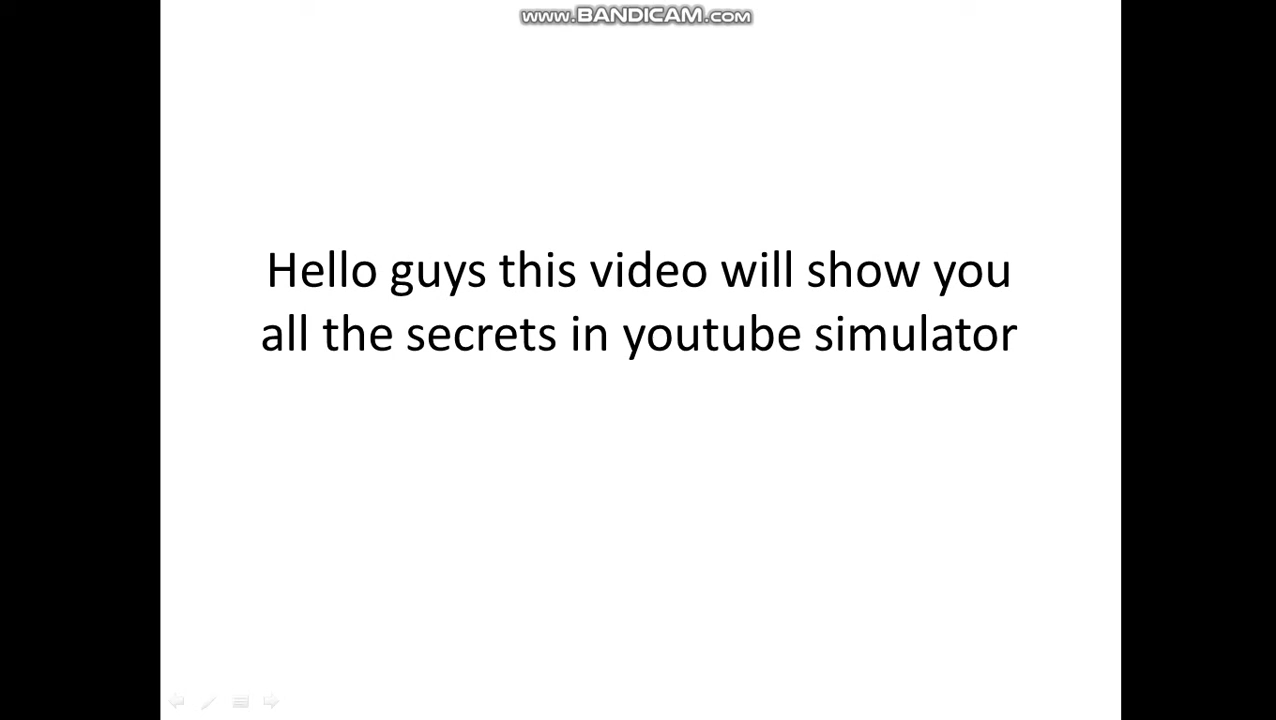 www.BANDICAM.com
Hello guys this video will show you
all the secrets in youtube simulator